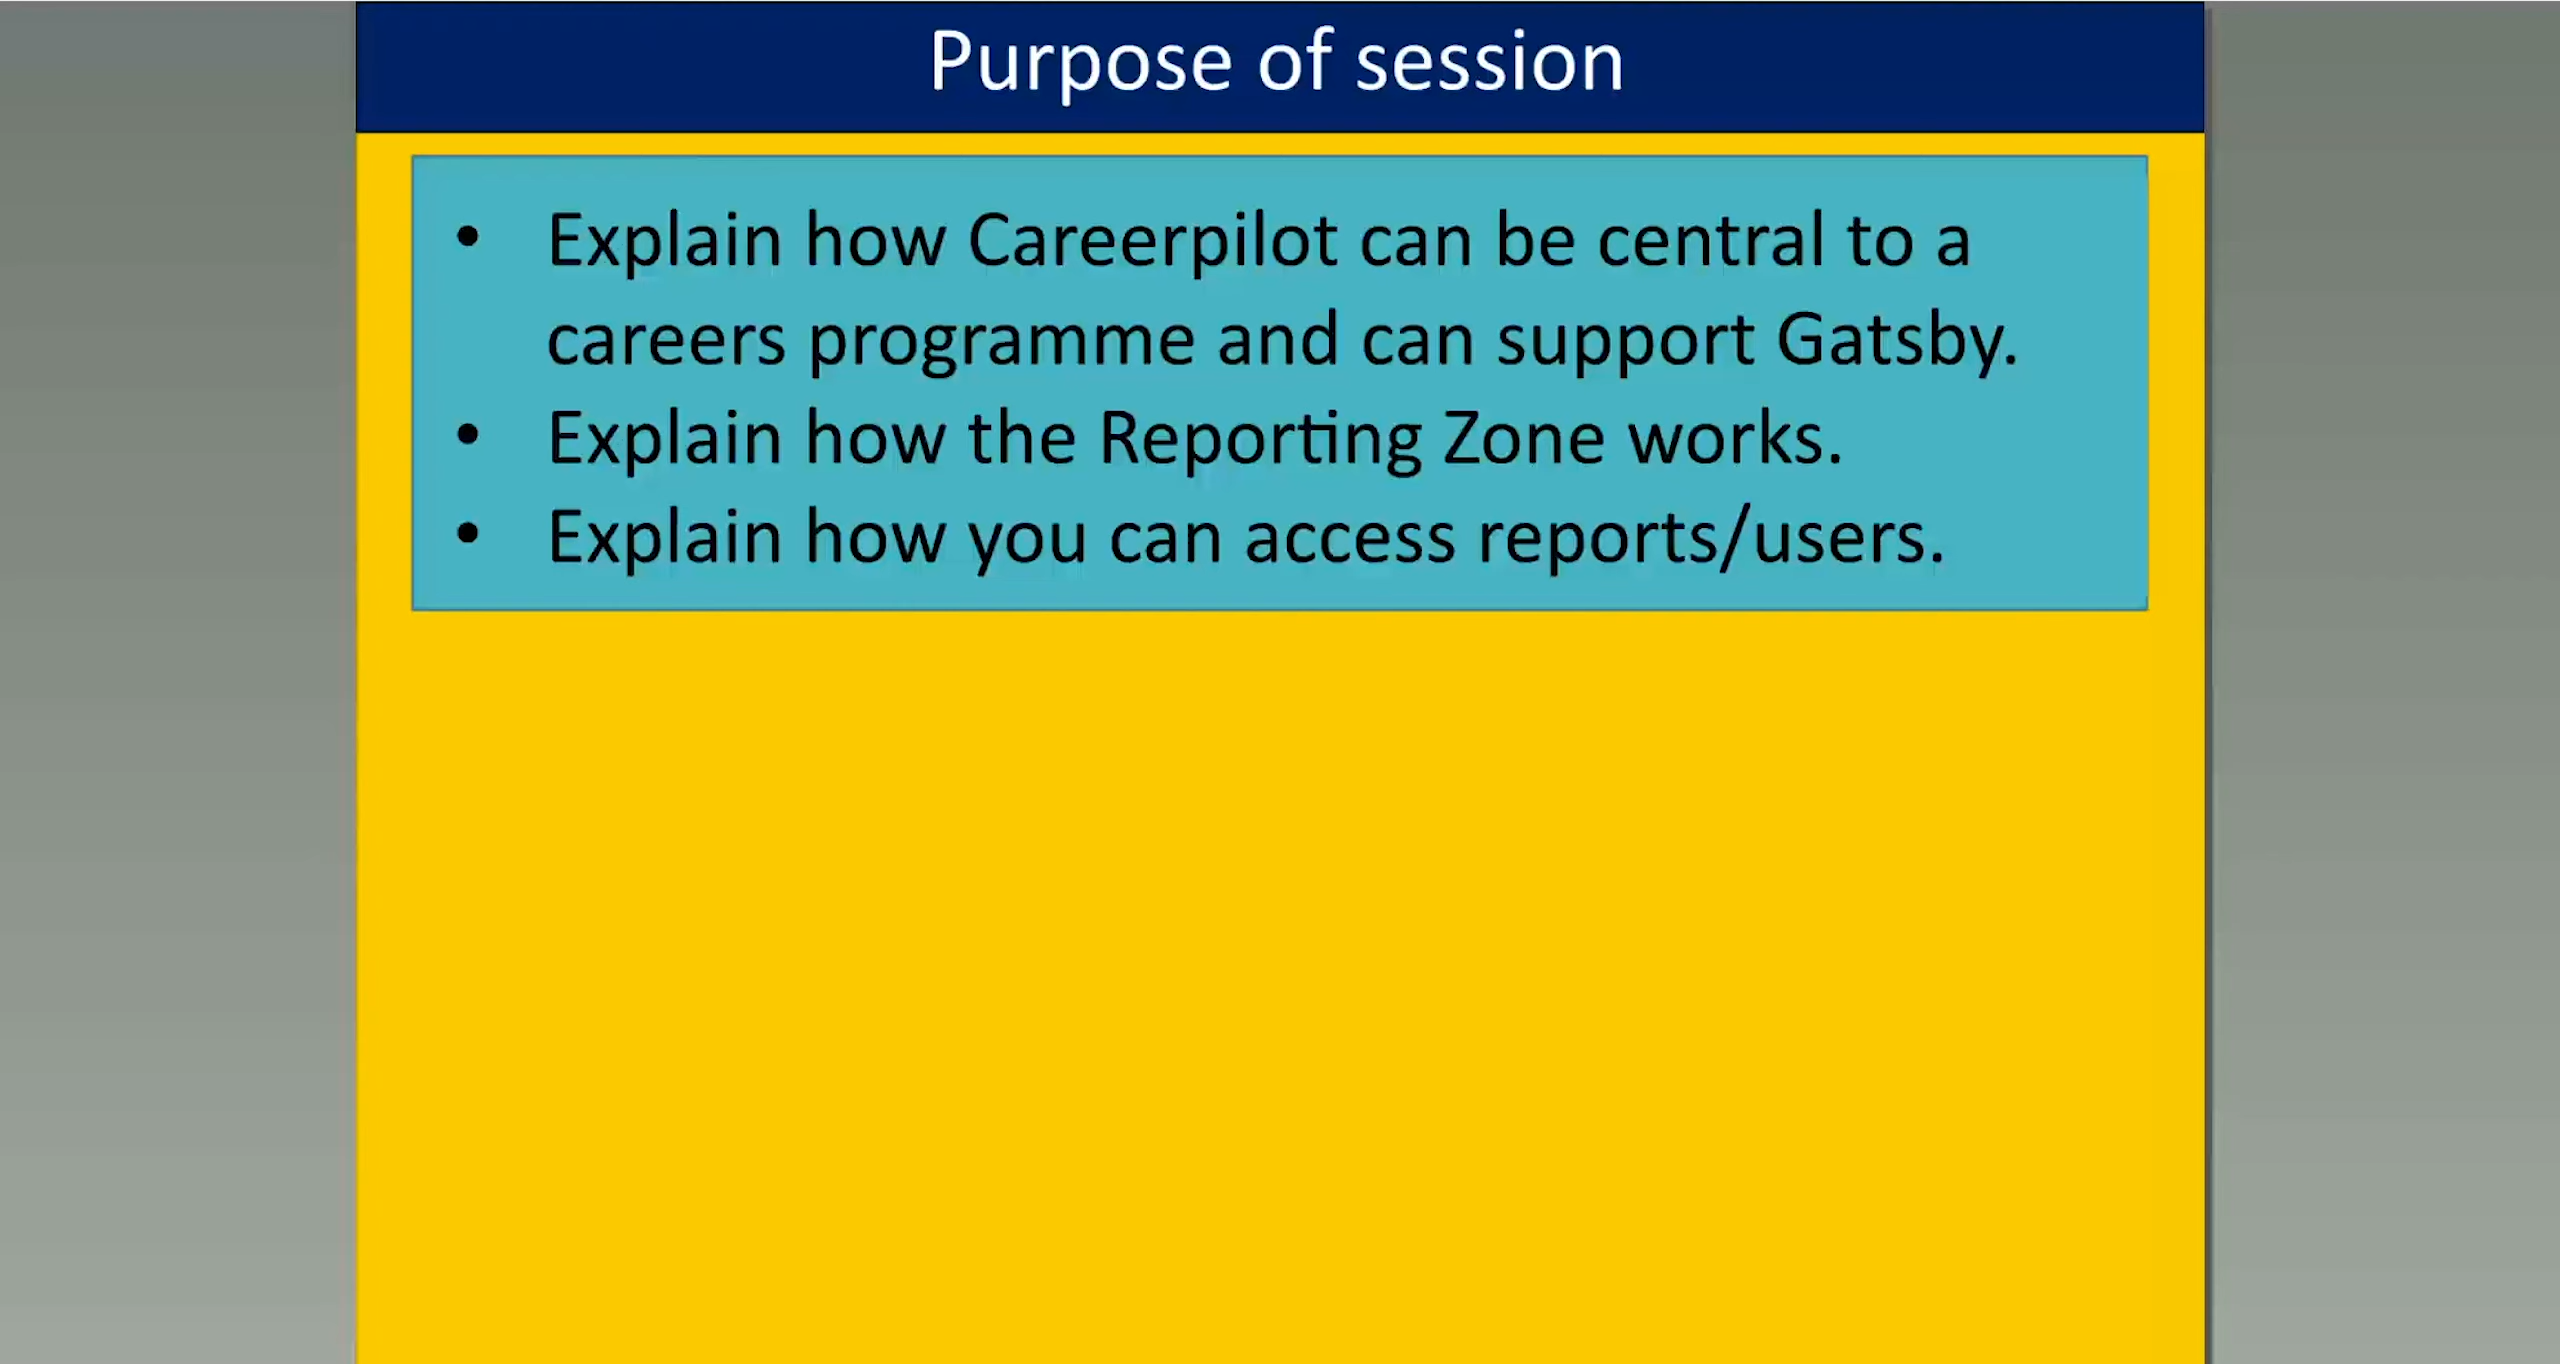 Purpose of session
• Explain how Careerpilot can be central to a
careers programme and can support Gatsby.
• Explain how the Reporting Zone works.
• Explain how you can access reports/users.